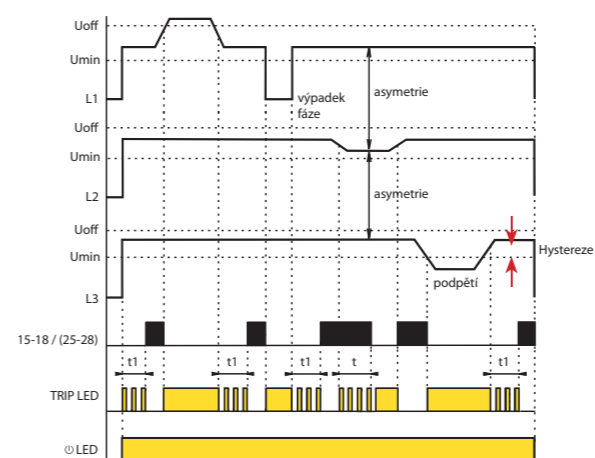 Uoff
Umin
L1
výpadek
fáze
asymetrie
Uoff
Umin
L2
asymetrie
Uoff
Umin
L3
Hystereze
podpětí
15-18 / (25-28)
t1
t1
t1
t
t1
TRIP LED
LED